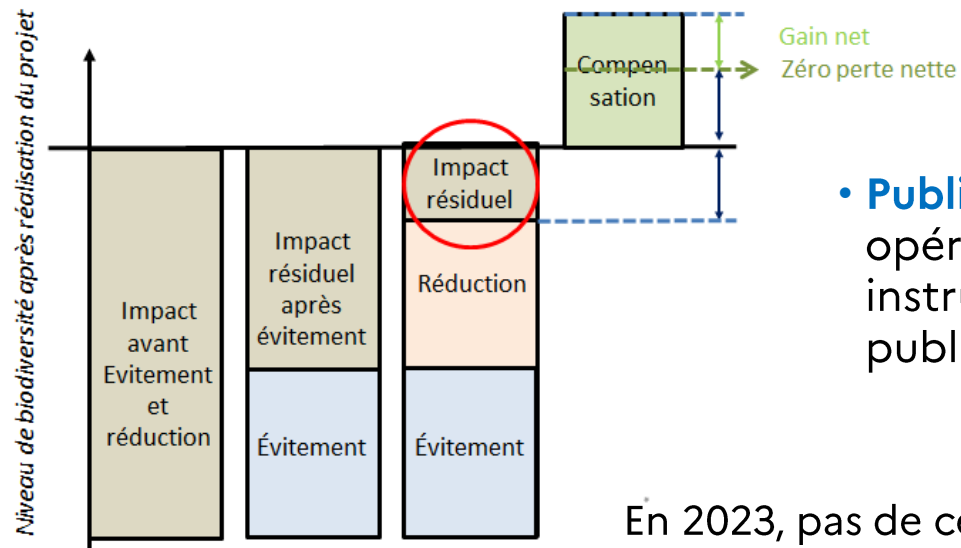 Niveau de biodiversité après réalisation du projet
Compen
sation
Gain net
Zéro perte nette
Impact
résiduel
Impact
résiduel
après
évitement
Réduction
Impact
avant
Evitement
et
réduction
Évitement
Évitement
• Publi
opér
instru
publ
En 2023, pas de co